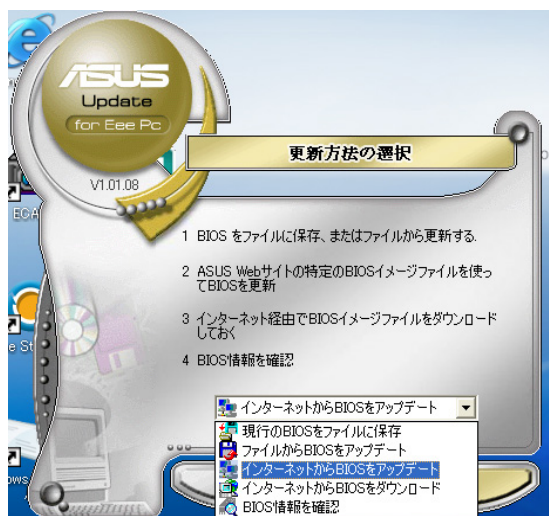 ASUS
Update
for Eee Pc
V1.01.08
更新方法の選択
ECA
e St
ows
1 BIOS をファイルに保存、またはファイルから更新する.
2 ASUS Webサイトの特定のBIOSイメージファイルを使っ
てBIOSを更新
3 インターネット経由でBIOSイメージファイルをダウンロード
しておく
4 BIOS情報を確認
インターネットからBIOSをアップデート
現行のBIOSをファイルに保存
ファイルからBIOSをアップデート
インターネットからBIOSをアップデート
インターネットからBIOSをダウンロード
BIOS情報を確認